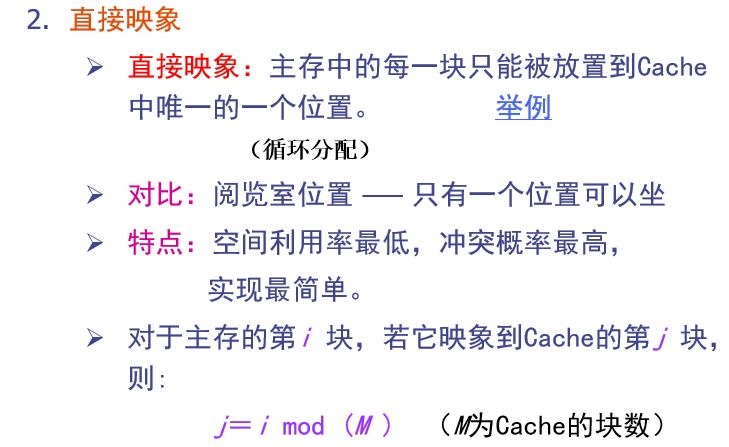 2. 直接映象
➢ 直接映象：主存中的每一块只能被放置到Cache
中唯一的一个位置。 举例
（循环分配）
➢ 对比：阅览室位置 —— 只有一个位置可以坐
➢ 特点：空间利用率最低，冲突概率最高，
实现最简单。
➢ 对于主存的第i 块，若它映象到Cache的第j 块，
则：
j＝i mod（M ） （M为Cache的块数）